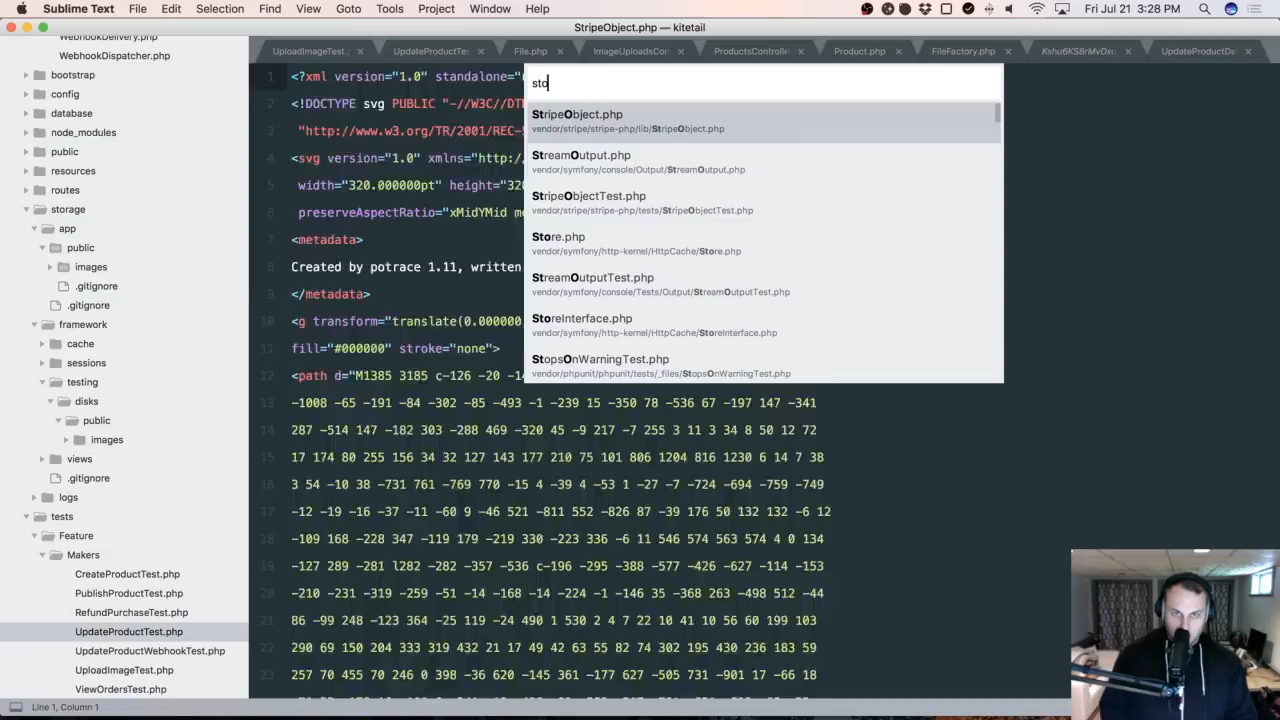 Sublime Text File Edit Selection Find View Goto Tools Project Window Help Fri Jul 21 3:28 PM
StripeObject.php — kitetail
UploadImageTest. UpdateProductTe: File.php ImageUploadsCon ProductsControlle Product.php FileFactory.php Kshu6KSBrMvDxo UpdateProductDe
WebhookDelivery.php
WebhookDispatcher.php
bootstrap
config
database
node_modules
public
resources
routes
storage
app
public
images
.gitignore
.gitignore
framework
cache
sessions
testing
disks
public
images
views
.gitignore
logs
tests
Feature
Makers
CreateProductTest.php
PublishProductTest.php
RefundPurchaseTest.php
UpdateProductTest.php
UpdateProductWebhookTest.php
UploadImageTest.php
ViewOrdersTest.php
sto
StripeObject.php
vendor/stripe/stripe-php/lib/StripeObject.php
StreamOutput.php
vendor/symfony/console/Output/StreamOutput.php
StripeObjectTest.php
vendor/stripe/stripe-php/tests/StripeObjectTest.php
Store.php
vendor/symfony/http-kernel/HttpCache/Store.php
StreamOutputTest.php
vendor/symfony/console/Tests/Output/StreamOutputTest.php
StoreInterface.php
vendor/symfony/http-kernel/HttpCache/StoreInterface.php
StopsOnWarningTest.php
vendor/phpunit/phpunit/tests/_files/StopsOnWarningTest.php
1 <?xml version="1.0" standalone="
2 <!DOCTYPE svg PUBLIC "-//W3C//DT
3 "http://www.w3.org/TR/2001/REC-S
4 <svg version="1.0" xmlns="http:/
5 width="320.000000pt" height="32
6 preserveAspectRatio="xMidYMid m
7 <metadata>
8 Created by potrace 1.11, written
9 </metadata>
10 <g transform="translate(0.000000
11 fill="#000000" stroke="none">
12 <path d="M1385 3185 c-126 -20 -1
13 -1008 -65 -191 -84 -302 -85 -493 -1 -239 15 -350 78 -536 67 -197 147 -341
14 287 -514 147 -182 303 -288 469 -320 45 -9 217 -7 255 3 11 3 34 8 50 12 72
15 17 174 80 255 156 34 32 127 143 177 210 75 101 806 1204 816 1230 6 14 7 38
16 3 54 -10 38 -731 761 -769 770 -15 4 -39 4 -53 1 -27 -7 -724 -694 -759 -749
17 -12 -19 -16 -37 -11 -60 9 -46 521 -811 552 -826 87 -39 176 50 132 132 -6 12
18 -109 168 -228 347 -119 179 -219 330 -223 336 -6 11 546 574 563 574 4 0 134
19 -127 289 -281 l282 -282 -357 -536 c-196 -295 -388 -577 -426 -627 -114 -153
20 -210 -231 -319 -259 -51 -14 -168 -14 -224 -1 -146 35 -368 263 -498 512 -44
21 86 -99 248 -123 364 -25 119 -24 490 1 530 2 4 7 22 10 41 10 56 60 199 103
22 290 69 150 204 333 319 432 21 17 49 42 63 55 82 74 302 195 430 236 183 59
23 257 70 455 70 246 0 398 -36 620 -145 361 -177 627 -505 731 -901 17 -66 18
Line 1, Column 1